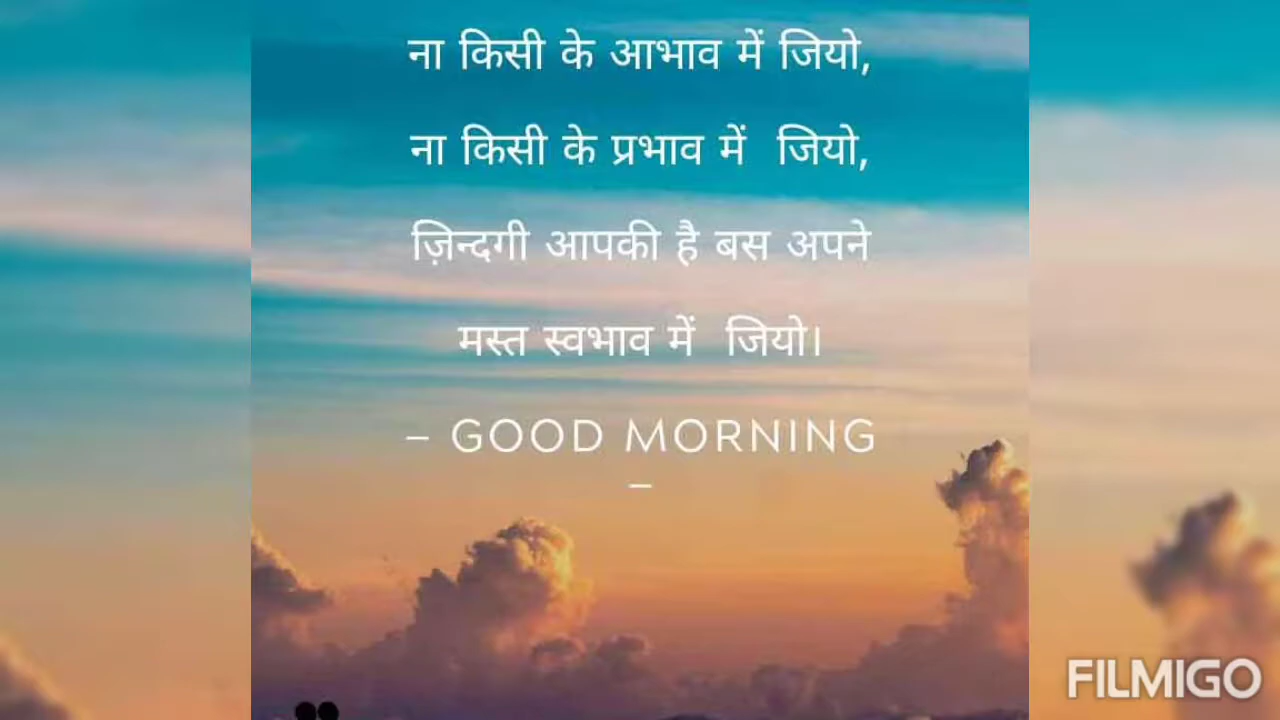 ना किसी के आभाव में जियो,
ना किसी के प्रभाव में जियो,
ज़िन्दगी आपकी है बस अपने
मस्त स्वभाव में जियो।
– GOOD MORNING
–
FILMIGO